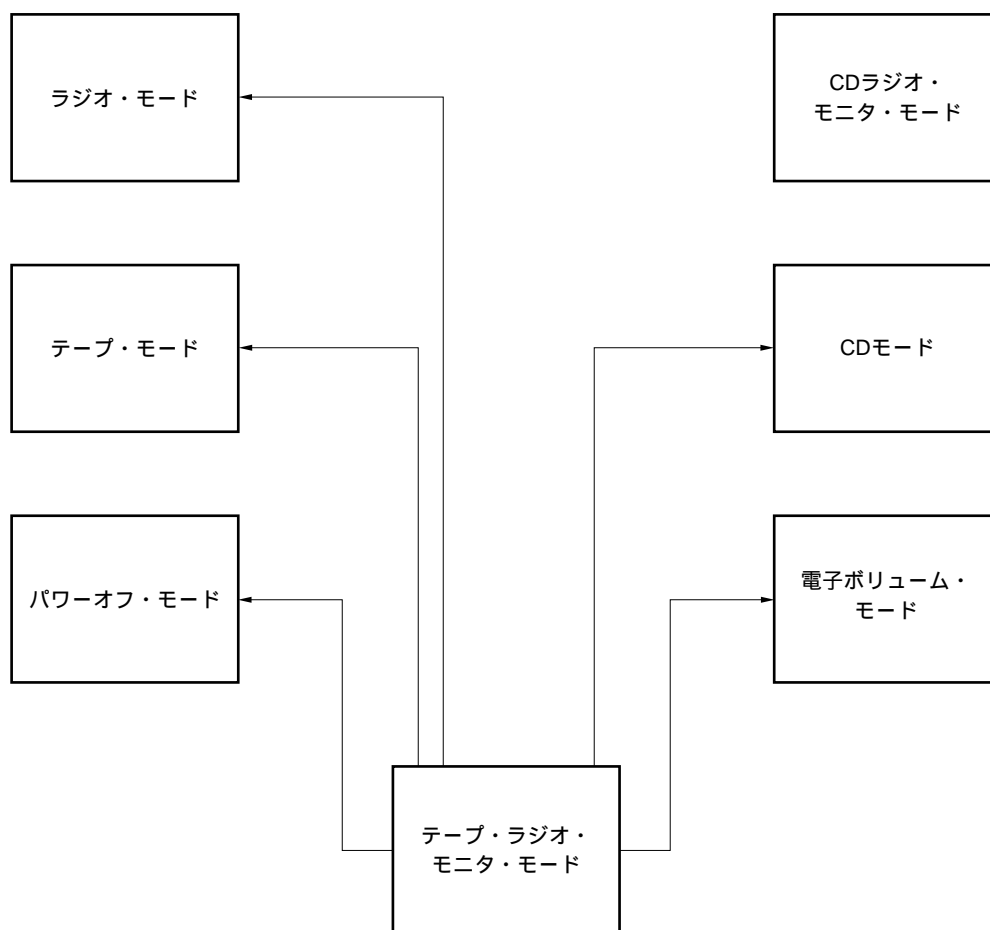 ラジオ・モード
CDラジオ・
モニタ・モード
テープ・モード
CDモード
パワーオフ・モード
電子ボリューム・
モード
テープ・ラジオ・
モニタ・モード